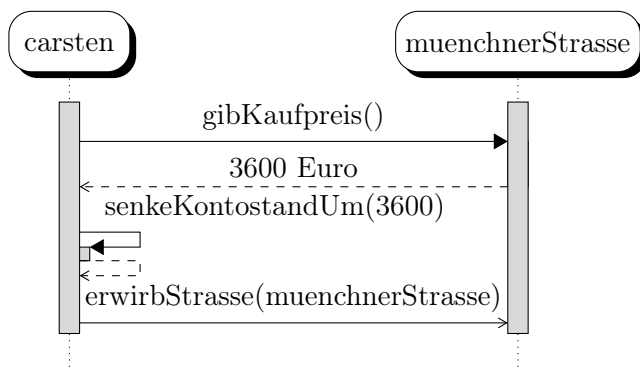 carsten
muenchnerStrasse
gibKaufpreis()
3600 Euro
senkeKontostandUm(3600)
erwirbStrasse(muenchnerStrasse)